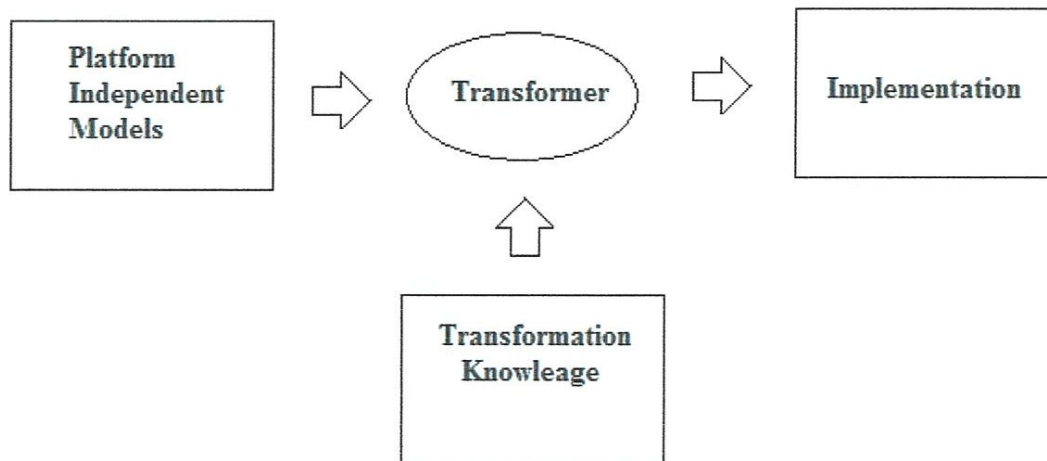 Platform
Independent
Models
Transformer
Implementation
Transformation
Knowleage